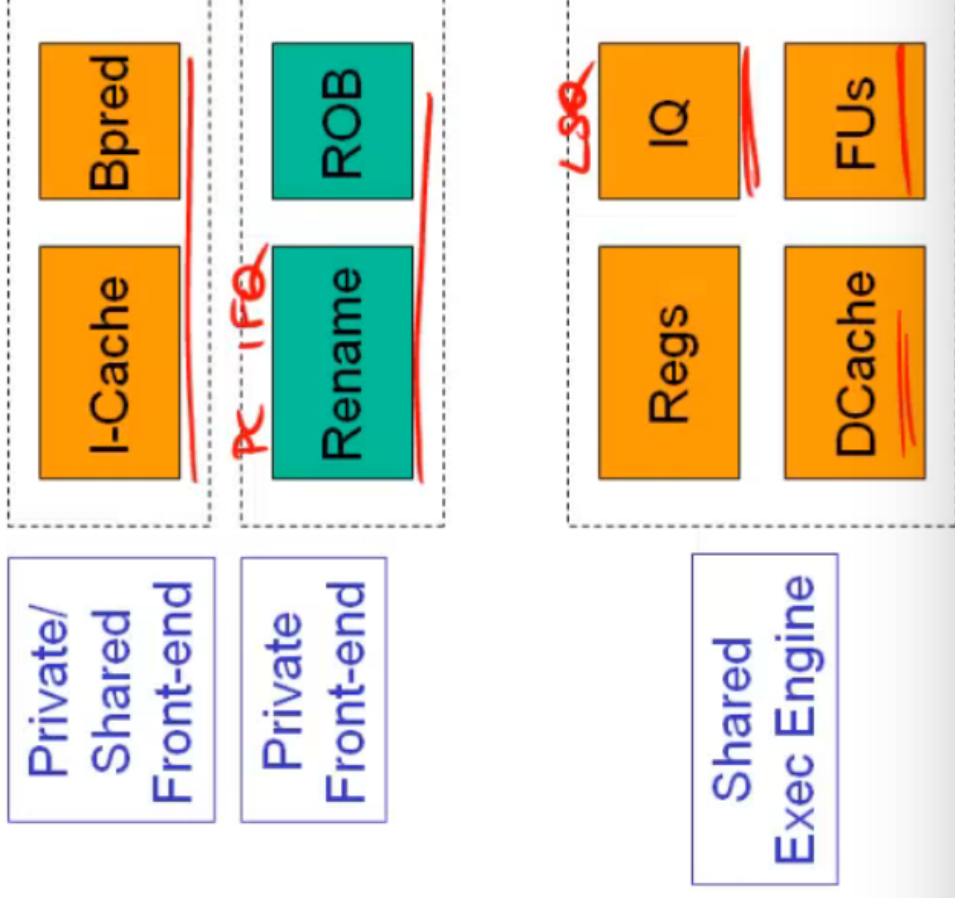 Private/
Shared
Front-end
I-Cache
Bpred
Private
Front-end
PC IFQ
Rename
ROB
Shared
Exec Engine
LSQ
Regs
IQ
DCache
FUs